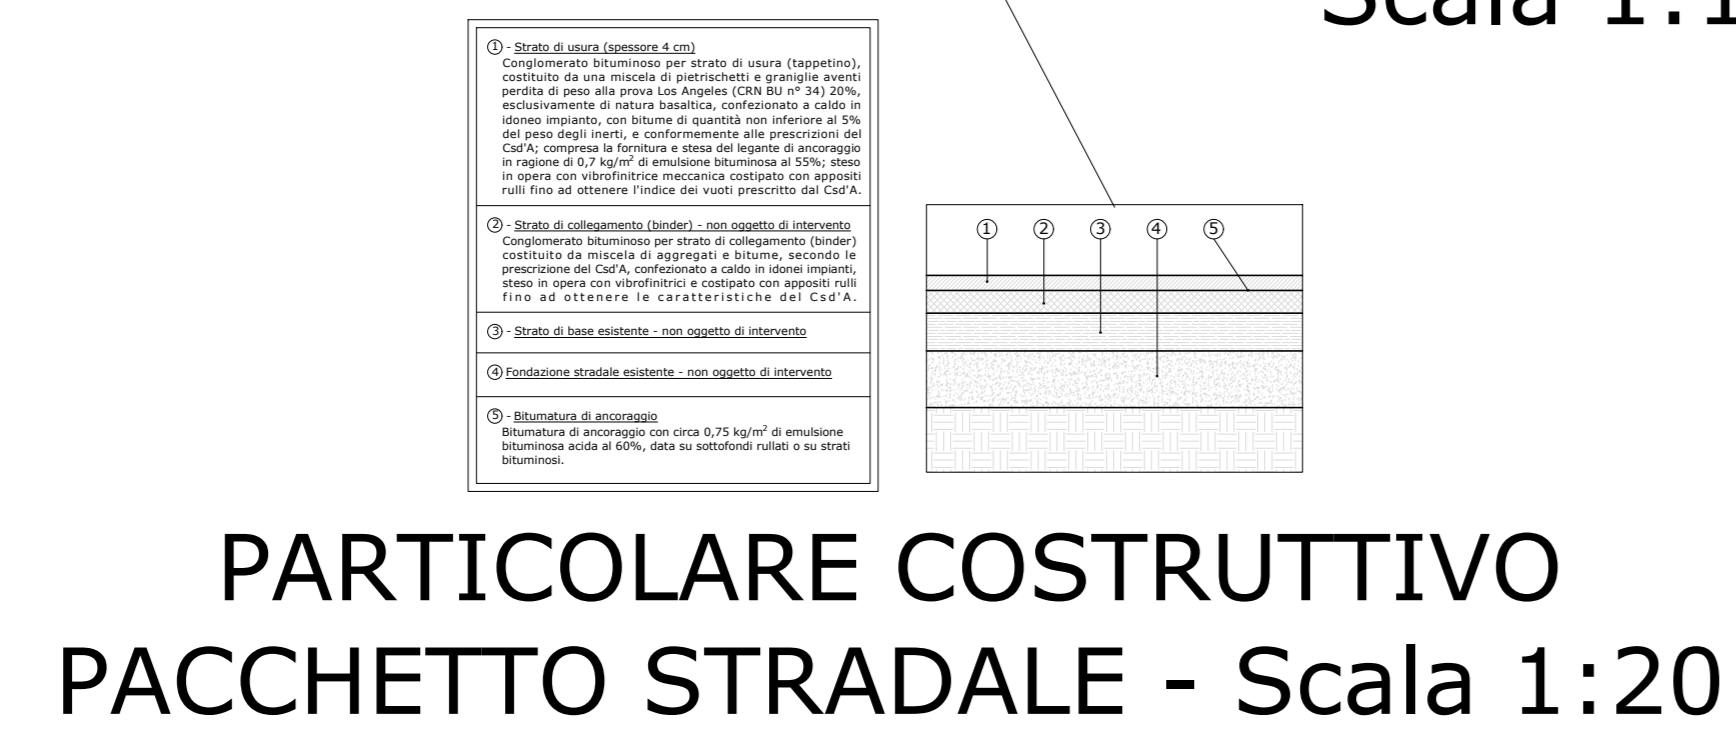 Scala 1:1
① - Strato di usura (spessore 4 cm)
Conglomerato bituminoso per strato di usura (tappetino),
costituito da una miscela di pietrischetti e graniglie aventi
perdita di peso alla prova Los Angeles (CRN BU n° 34) 20%,
esclusivamente di natura basaltica, confezionato a caldo in
idoneo impianto, con bitume di quantità non inferiore al 5%
del peso degli inerti, e conformemente alle prescrizioni del
Csd'A; compresa la fornitura e stesa del legante di ancoraggio
in ragione di 0,7 kg/m² di emulsione bituminosa al 55%; steso
in opera con vibrofinitrice meccanica costipato con appositi
rulli fino ad ottenere l'indice dei vuoti prescritto dal Csd'A.
② - Strato di collegamento (binder) - non oggetto di intervento
Conglomerato bituminoso per strato di collegamento (binder)
costituito da miscela di aggregati e bitume, secondo le
prescrizione del Csd'A, confezionato a caldo in idonei impianti,
steso in opera con vibrofinitrici e costipato con appositi rulli
fino ad ottenere le caratteristiche del Csd'A.
③ - Strato di base esistente - non oggetto di intervento
④ Fondazione stradale esistente - non oggetto di intervento
⑤ - Bitumatura di ancoraggio
Bitumatura di ancoraggio con circa 0,75 kg/m² di emulsione
bituminosa acida al 60%, data su sottofondi rullati o su strati
bituminosi.
① ② ③ ④ ⑤
PARTICOLARE COSTRUTTIVO
PACCHETTO STRADALE - Scala 1:20